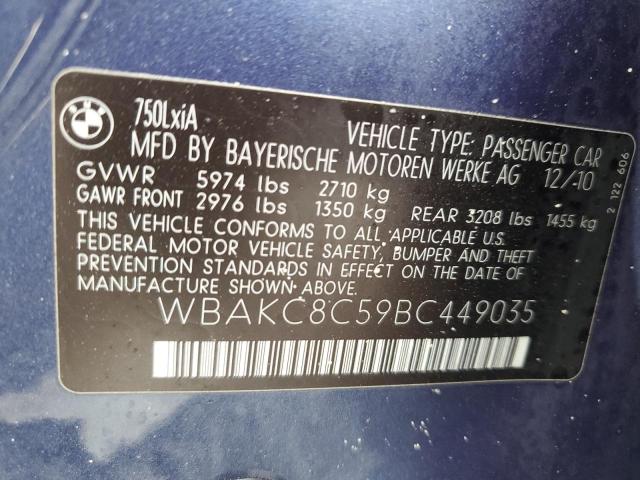 BMW
750LxiA
VEHICLE TYPE: PASSENGER CAR
MFD BY BAYERISCHE MOTOREN WERKE AG 12/10
GVWR 5974 lbs 2710 kg
GAWR FRONT 2976 lbs 1350 kg REAR 3208 lbs 1455 kg
THIS VEHICLE CONFORMS TO ALL APPLICABLE U.S.
FEDERAL MOTOR VEHICLE SAFETY, BUMPER AND THEFT
PREVENTION STANDARDS IN EFFECT ON THE DATE OF
MANUFACTURE SHOWN ABOVE.
WBAKC8C59BC449035
2 122 606